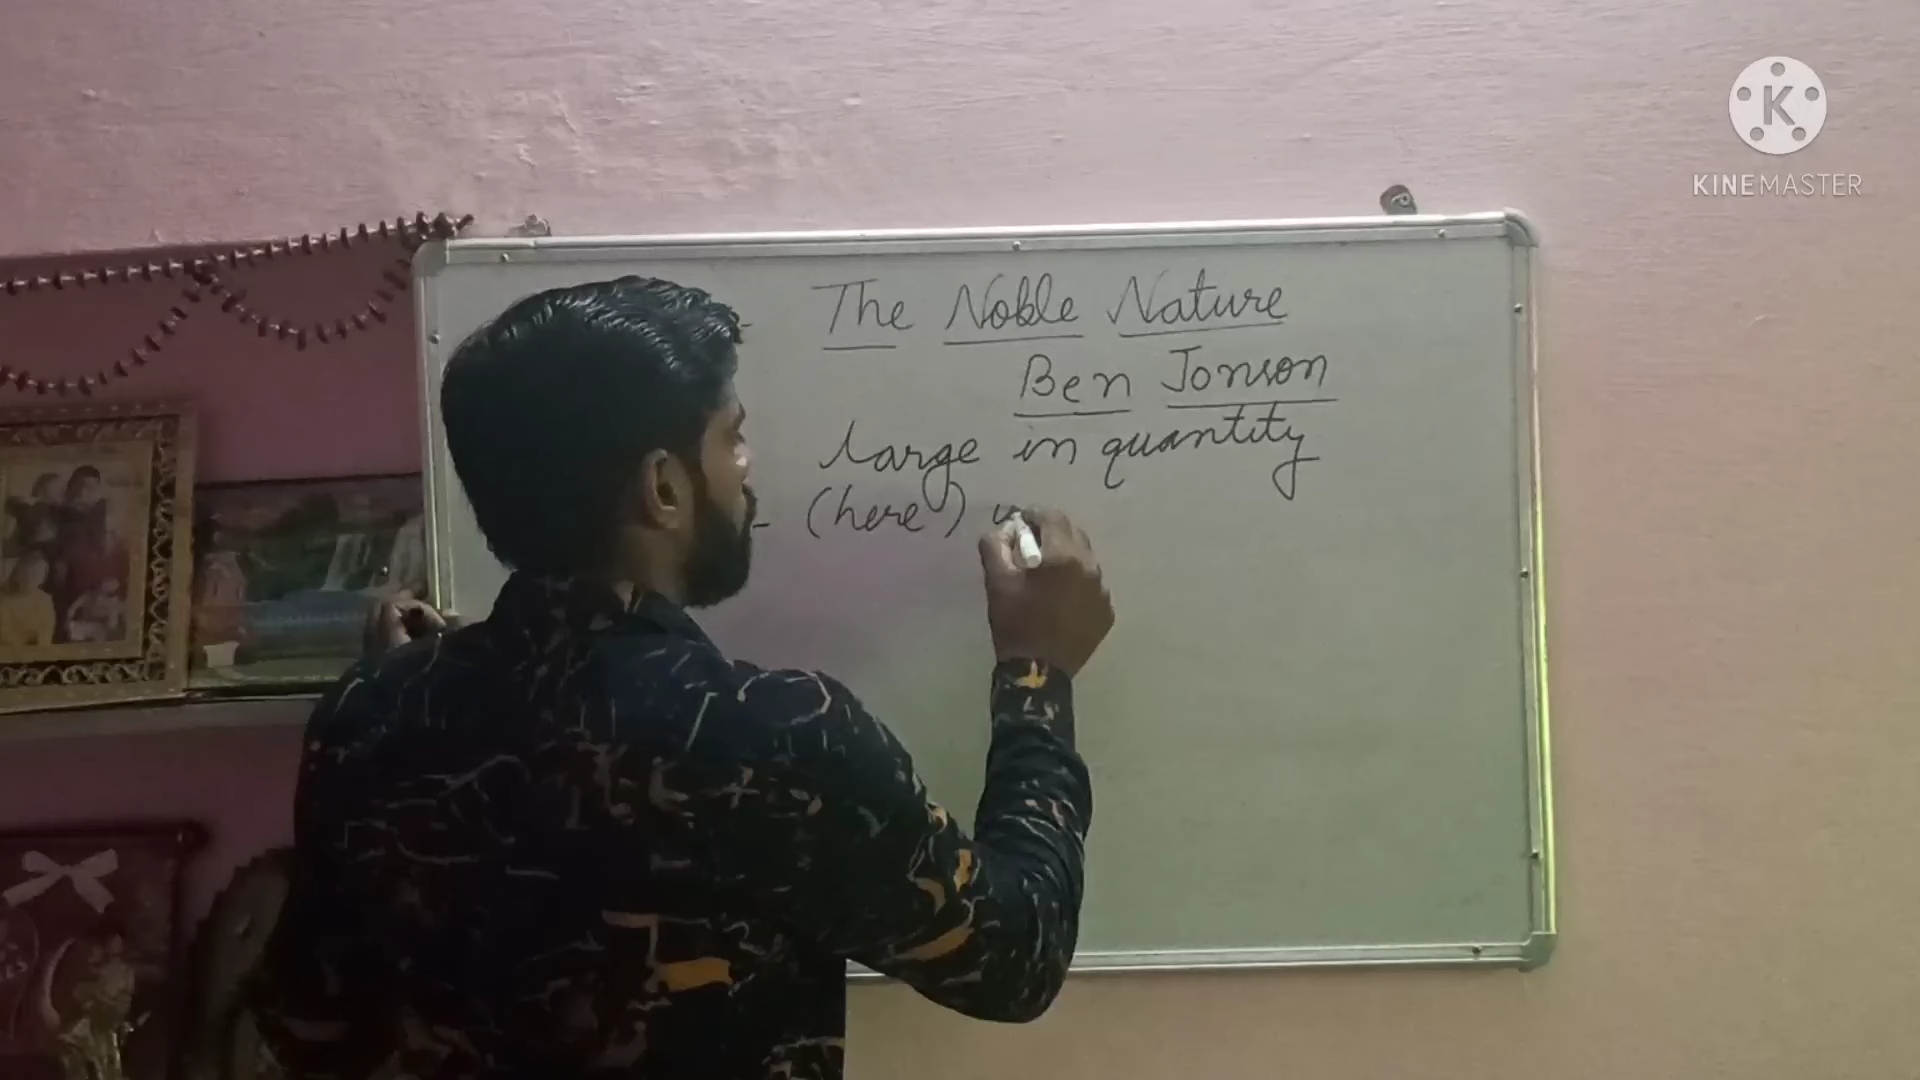 The Noble Nature
Ben Jonson
large in quantity
- (here)
K
KINEMASTER